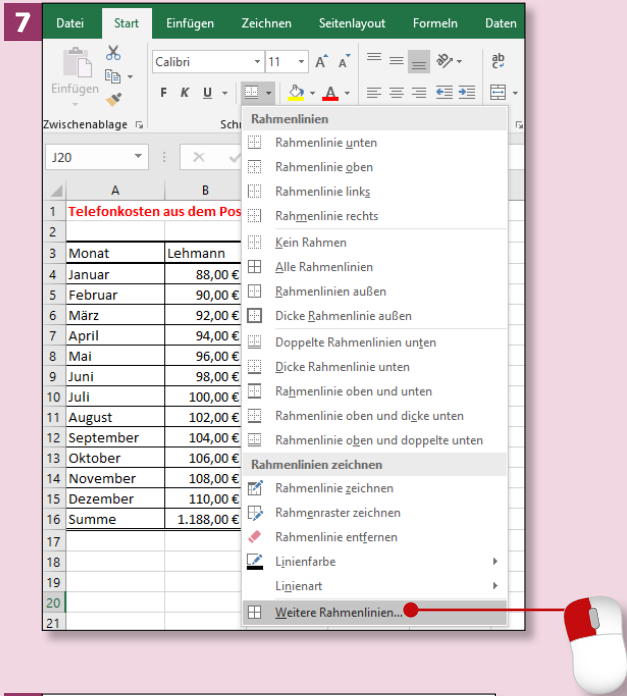 7
Datei Start Einfügen Zeichnen Seitenlayout Formeln Daten
Calibri 11 A A ab
Einfügen F K U A
Zwischenablage Schr
Rahmenlinien
Rahmenlinie unten
Rahmenlinie oben
Rahmenlinie links
Rahmenlinie rechts
Kein Rahmen
Alle Rahmenlinien
Rahmenlinien außen
Dicke Rahmenlinie außen
Doppelte Rahmenlinien unten
Dicke Rahmenlinie unten
Rahmenlinie oben und unten
Rahmenlinie oben und dicke unten
Rahmenlinie oben und doppelte unten
Rahmenlinien zeichnen
Rahmenlinie zeichnen
Rahmenraster zeichnen
Rahmenlinie entfernen
Linienfarbe
Linienart
Weitere Rahmenlinien...
J20
A B
1 Telefonkosten aus dem Pos
2
3 Monat Lehmann
4 Januar 88,00 €
5 Februar 90,00 €
6 März 92,00 €
7 April 94,00 €
8 Mai 96,00 €
9 Juni 98,00 €
10 Juli 100,00 €
11 August 102,00 €
12 September 104,00 €
13 Oktober 106,00 €
14 November 108,00 €
15 Dezember 110,00 €
16 Summe 1.188,00 €
17
18
19
20
21